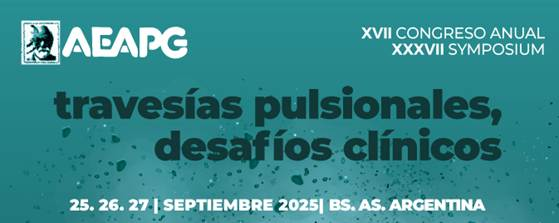 AEAPG
XVII CONGRESO ANUAL
XXXVII SYMPOSIUM
travesías pulsionales,
desafíos clínicos
25. 26. 27 | SEPTIEMBRE 2025| BS. AS. ARGENTINA